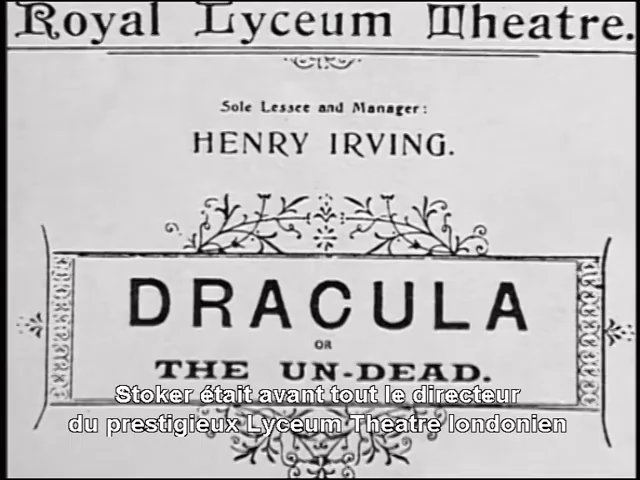 Royal Lyceum Theatre.
Sole Lessee and Manager:
HENRY IRVING.
DRACULA
OR
THE UN-DEAD.
Stoker était avant tout le directeur
du prestigieux Lyceum Theatre londonien